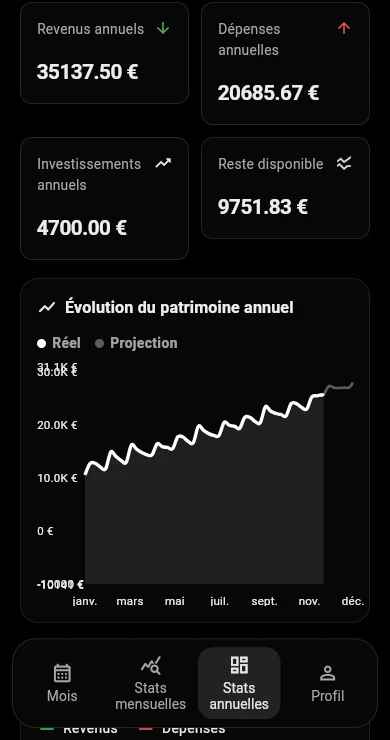 Revenus annuels
35137.50 €
Dépenses
annuelles
20685.67 €
Investissements
annuels
4700.00 €
Reste disponible
9751.83 €
Évolution du patrimoine annuel
Réel
Projection
31.1K €
30.0K €
20.0K €
10.0K €
0 €
janv.
mars
mai
juil.
sept.
nov.
déc.
Mois
Stats
mensuelles
Stats
annuelles
Profil
Revenus
Dépenses